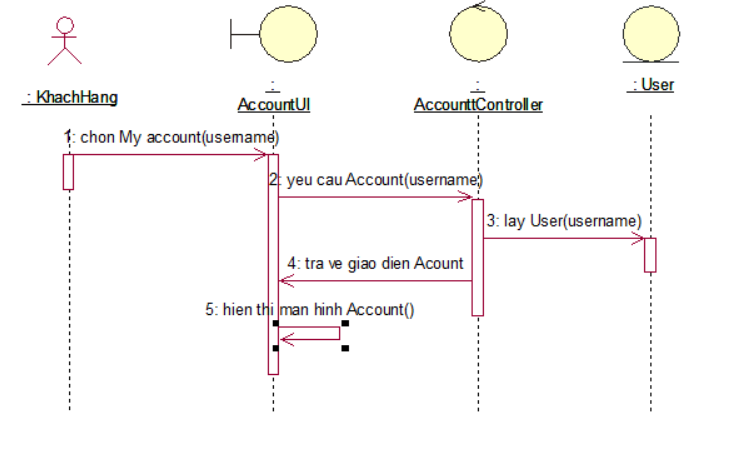 : KhachHang
:
AccountUI
:
AccounttController
: User
1: chon My account(username)
2: yeu cau Account(username)
3: lay User(username)
4: tra ve giao dien Acount
5: hien thi man hinh Account()